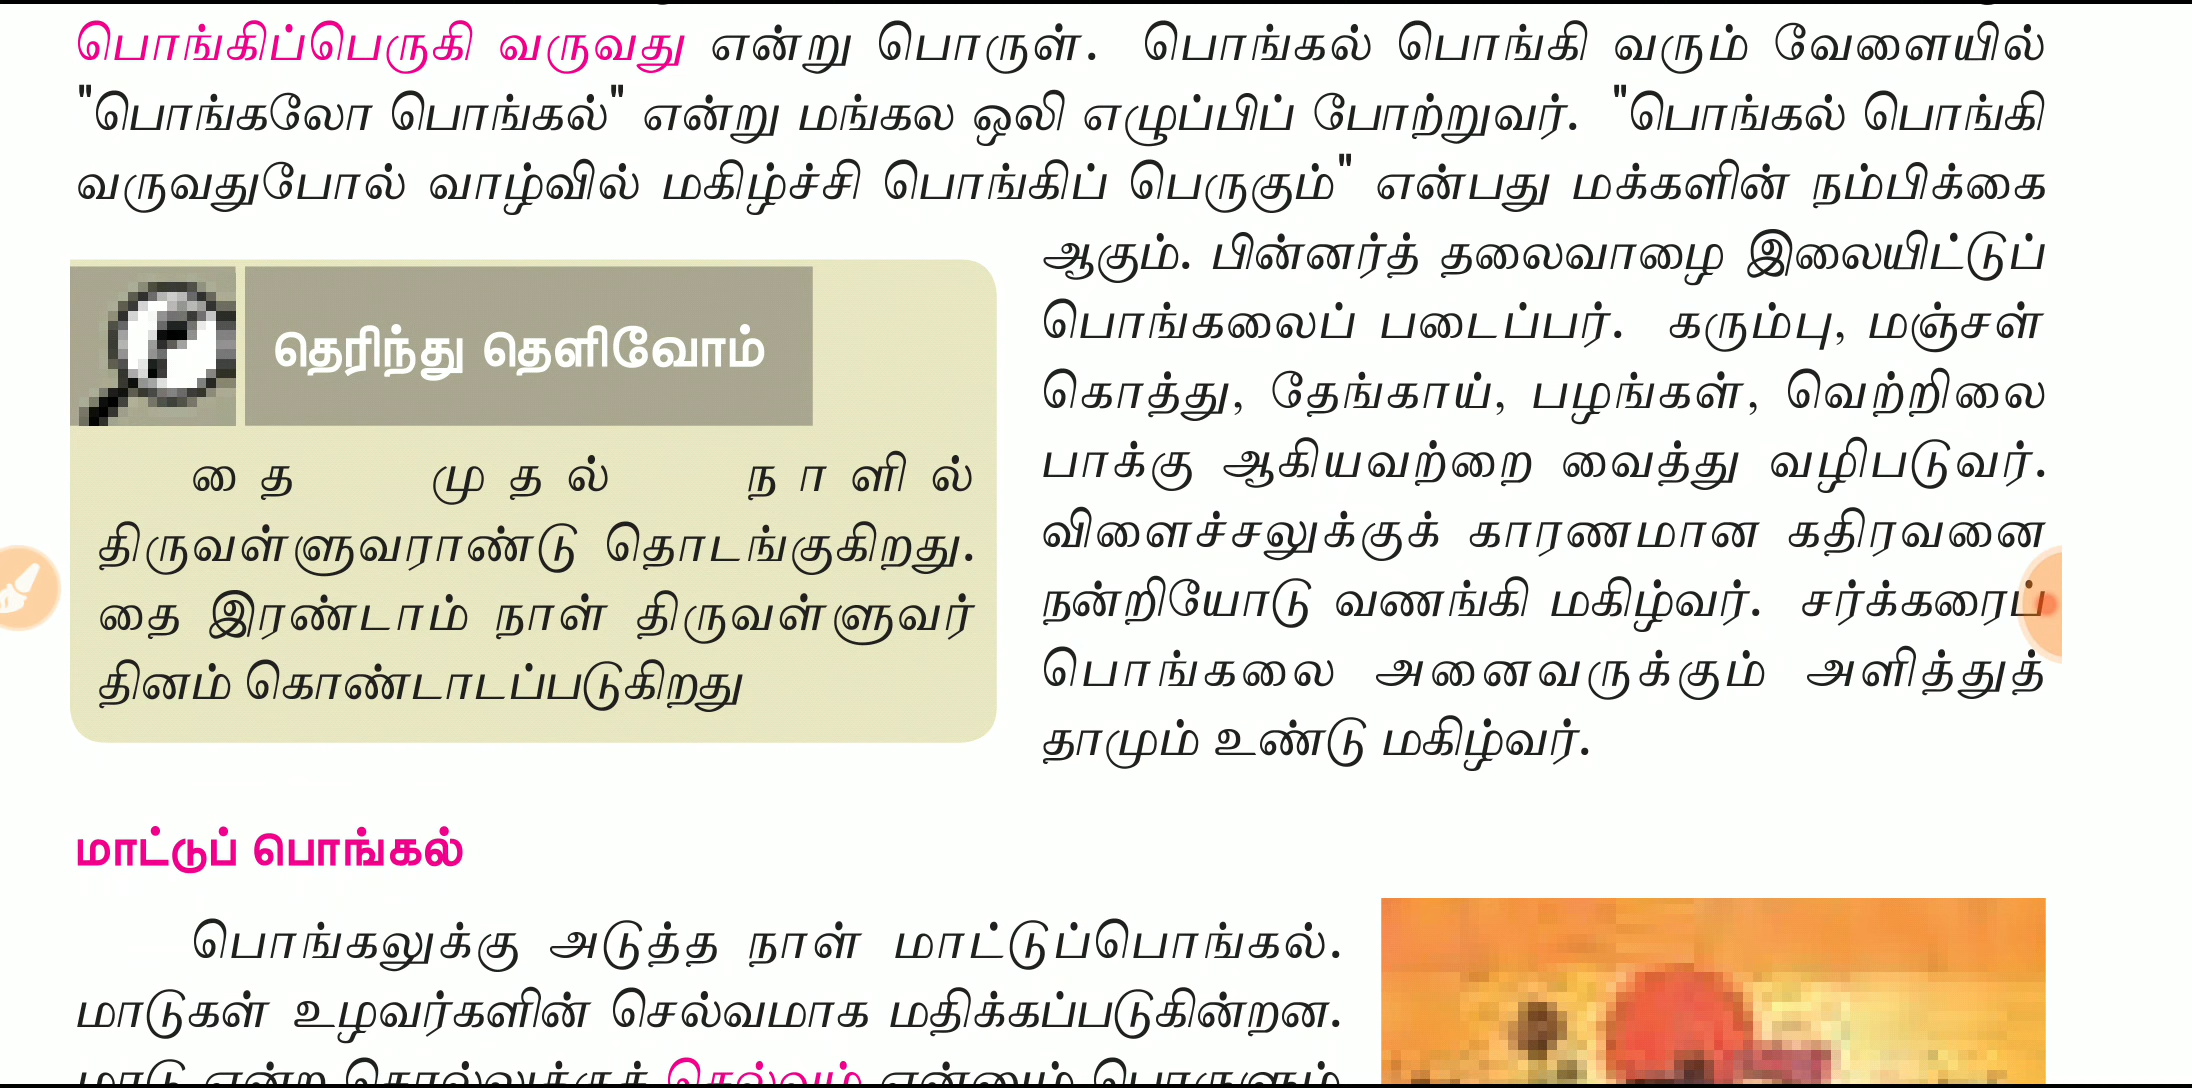 பொங்கிப்பெருகி வருவது என்று பொருள். பொங்கல் பொங்கி வரும் வேளையில்
"பொங்கலோ பொங்கல்" என்று மங்கல ஒலி எழுப்பிப் போற்றுவர். "பொங்கல் பொங்கி
வருவதுபோல் வாழ்வில் மகிழ்ச்சி பொங்கிப் பெருகும்" என்பது மக்களின் நம்பிக்கை
ஆகும். பின்னர்த் தலைவாழை இலையிட்டுப்
பொங்கலைப் படைப்பர். கரும்பு, மஞ்சள்
கொத்து, தேங்காய், பழங்கள், வெற்றிலை
பாக்கு ஆகியவற்றை வைத்து வழிபடுவர்.
விளைச்சலுக்குக் காரணமான கதிரவனை
நன்றியோடு வணங்கி மகிழ்வர். சர்க்கரைப்
பொங்கலை அனைவருக்கும் அளித்துத்
தாமும் உண்டு மகிழ்வர்.
தெரிந்து தெளிவோம்
தை முதல் நாளில்
திருவள்ளுவராண்டு தொடங்குகிறது.
தை இரண்டாம் நாள் திருவள்ளுவர்
தினம் கொண்டாடப்படுகிறது
மாட்டுப் பொங்கல்
பொங்கலுக்கு அடுத்த நாள் மாட்டுப்பொங்கல்.
மாடுகள் உழவர்களின் செல்வமாக மதிக்கப்படுகின்றன.
மாடு என்ற சொல்லுக்குச் செல்வம் என்னும் பொருளும்